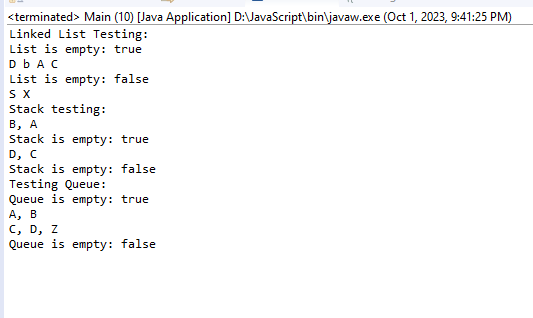 <terminated> Main (10) [Java Application] D:\JavaScript\bin\javaw.exe (Oct 1, 2023, 9:41:25 PM)
Linked List Testing:
List is empty: true
D b A C
List is empty: false
S X
Stack testing:
B, A
Stack is empty: true
D, C
Stack is empty: false
Testing Queue:
Queue is empty: true
A, B
C, D, Z
Queue is empty: false